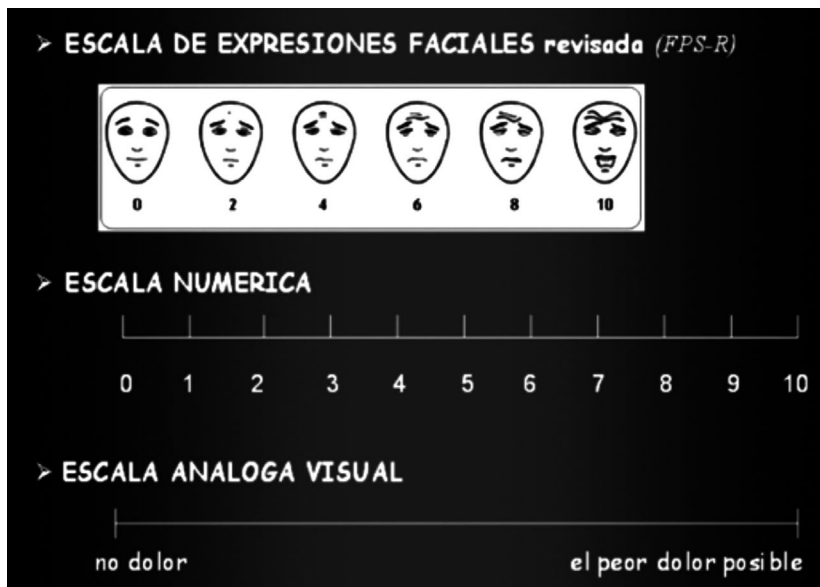 ➢ ESCALA DE EXPRESIONES FACIALES revisada (FPS-R)
0 2 4 6 8 10
➢ ESCALA NUMERICA
0 1 2 3 4 5 6 7 8 9 10
➢ ESCALA ANALOGA VISUAL
no dolor el peor dolor posible